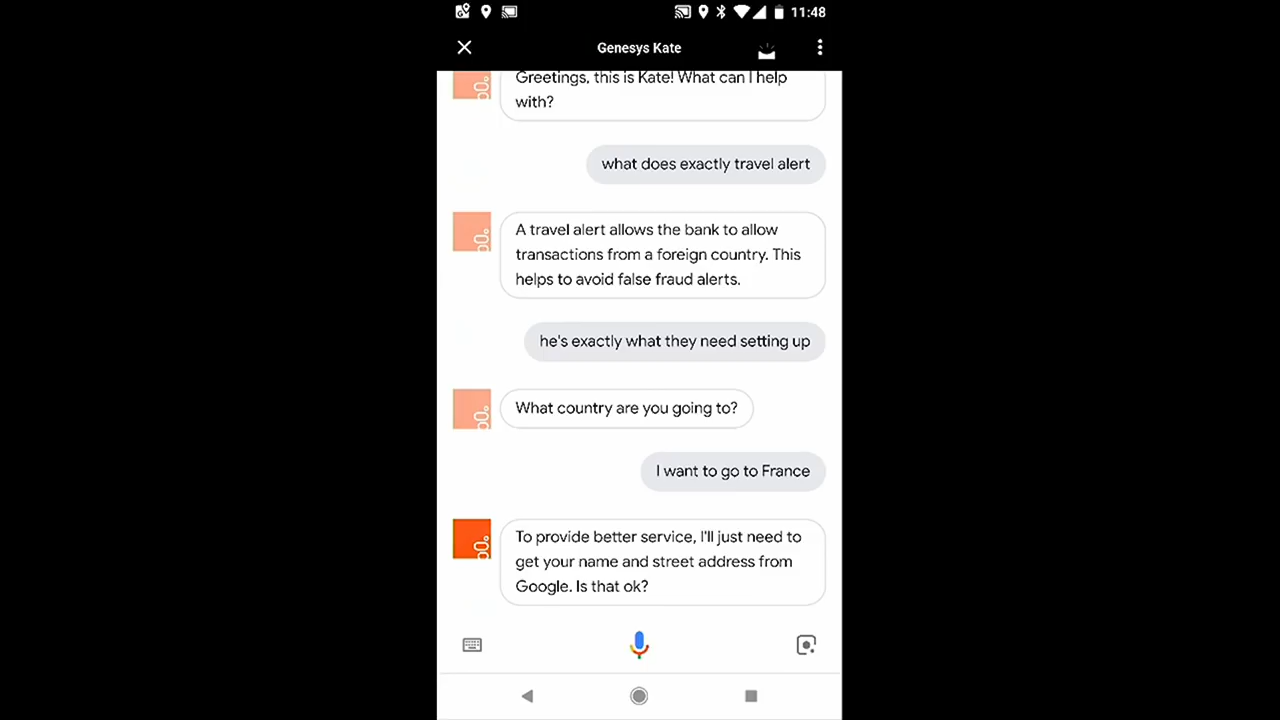 11:48
Genesys Kate
Greetings, this is Kate! What can I help
with?
what does exactly travel alert
A travel alert allows the bank to allow
transactions from a foreign country. This
helps to avoid false fraud alerts.
he's exactly what they need setting up
What country are you going to?
I want to go to France
To provide better service, I'll just need to
get your name and street address from
Google. Is that ok?